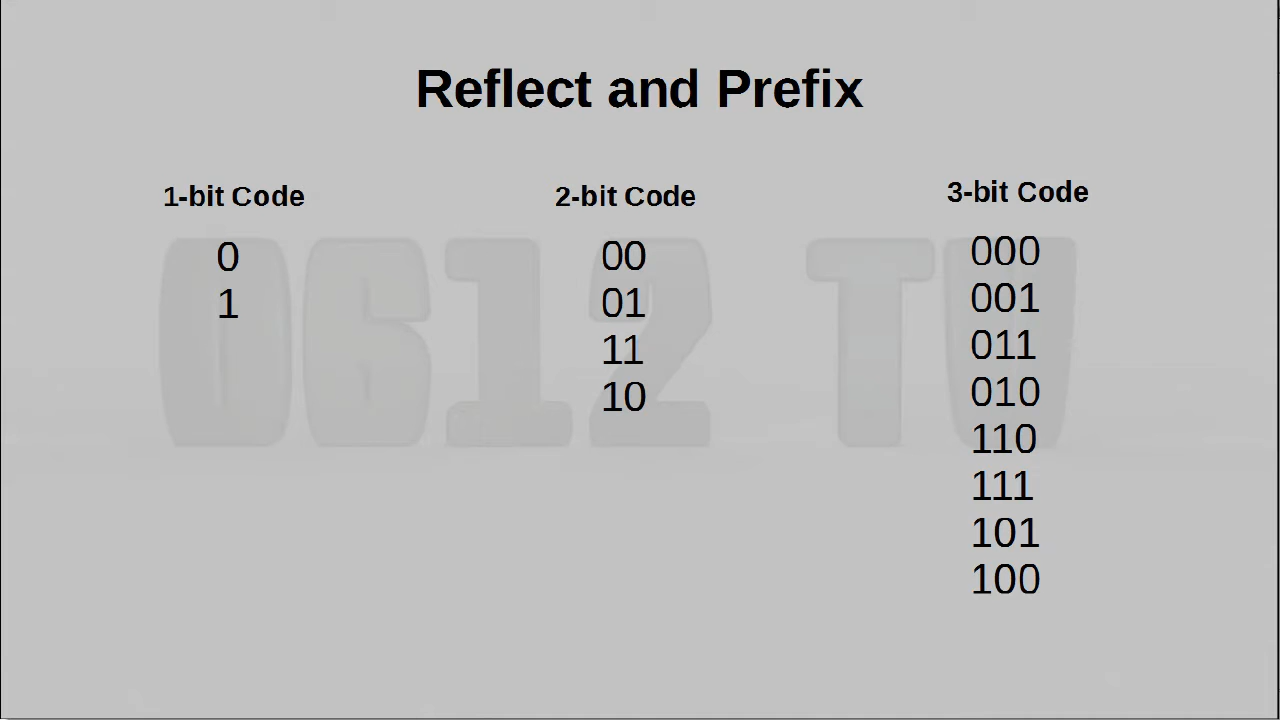 Reflect and Prefix
1-bit Code
0
1
2-bit Code
00
01
11
10
3-bit Code
000
001
011
010
110
111
101
100
0612 TV